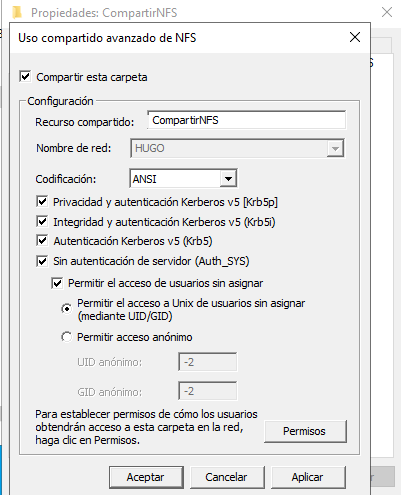 Propiedades: CompartirNFS
Uso compartido avanzado de NFS
Compartir esta carpeta
Configuración
Recurso compartido: CompartirNFS
Nombre de red: HUGO
Codificación: ANSI
Privacidad y autenticación Kerberos v5 [Krb5p]
Integridad y autenticación Kerberos v5 (Krb5i)
Autenticación Kerberos v5 (Krb5)
Sin autenticación de servidor (Auth_SYS)
Permitir el acceso de usuarios sin asignar
Permitir el acceso a Unix de usuarios sin asignar
(mediante UID/GID)
Permitir acceso anónimo
UID anónimo: -2
GID anónimo: -2
Para establecer permisos de cómo los usuarios
obtendrán acceso a esta carpeta en la red,
haga clic en Permisos.
Permisos
Aceptar Cancelar Aplicar